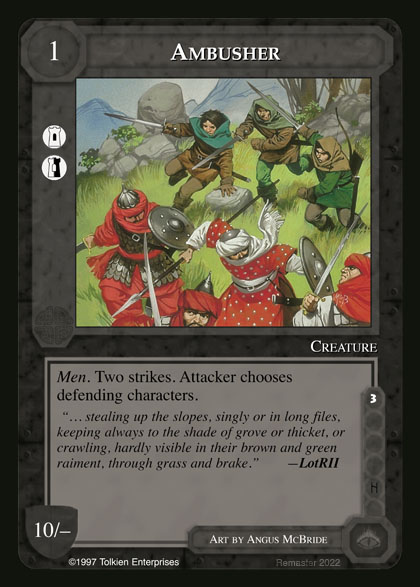 1
AMBUSHER
CREATURE
Men. Two strikes. Attacker chooses
defending characters.
“… stealing up the slopes, singly or in long files,
keeping always to the shade of grove or thicket, or
crawling, hardly visible in their brown and green
raiment, through grass and brake.” —LotRII
3
H
10/–
ART BY ANGUS MCBRIDE
©1997 Tolkien Enterprises
Remaster 2022